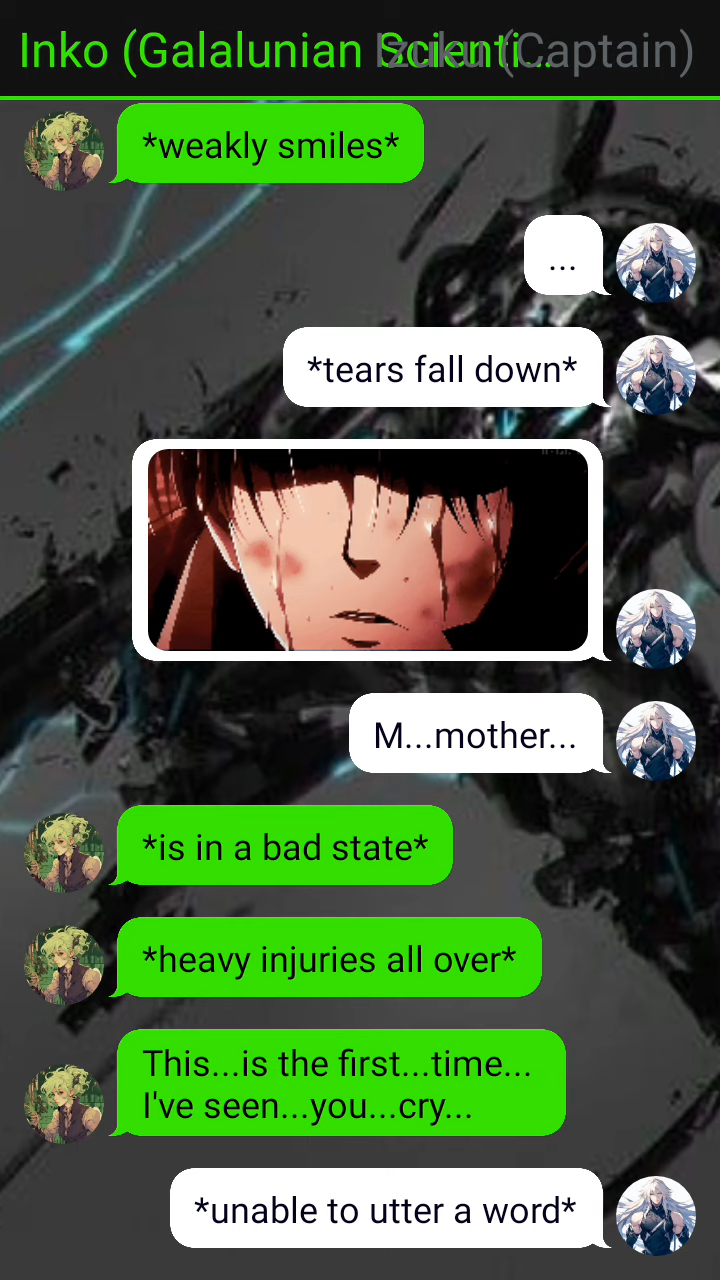 Inko (Galalunian Scienti...
Izuku (Captain)
*weakly smiles*
...
*tears fall down*
M...mother...
*is in a bad state*
*heavy injuries all over*
This...is the first...time...
I've seen...you...cry...
*unable to utter a word*